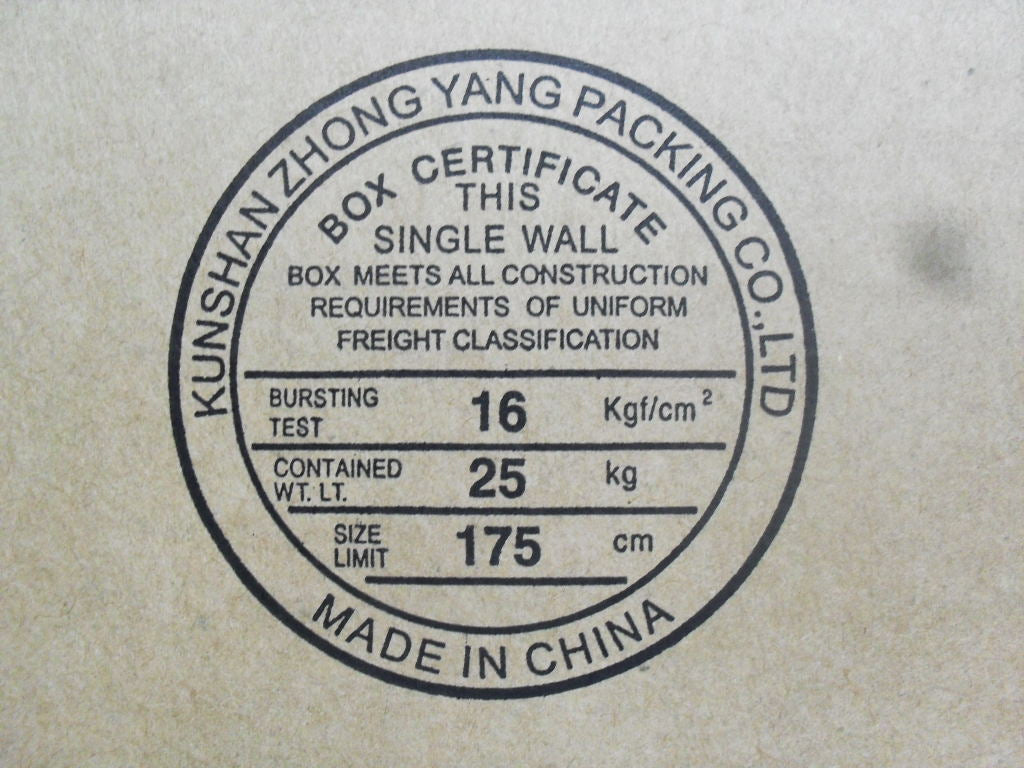 KUNSHAN ZHONG YANG PACKING CO.,LTD
BOX CERTIFICATE
THIS
SINGLE WALL
BOX MEETS ALL CONSTRUCTION
REQUIREMENTS OF UNIFORM
FREIGHT CLASSIFICATION
BURSTING TEST 16 Kgf/cm²
CONTAINED WT. LT. 25 kg
SIZE LIMIT 175 cm
MADE IN CHINA